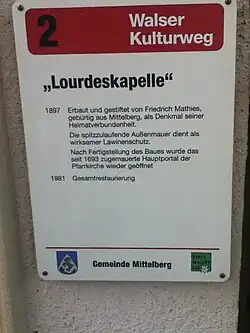 2
Walser
Kulturweg
„Lourdeskapelle“
1897 Erbaut und gestiftet von Friedrich Mathies,
gebürtig aus Mittelberg, als Denkmal seiner
Heimatverbundenheit.
Die spitzzulaufende Außenmauer dient als
wirksamer Lawinenschutz.
Nach Fertigstellung des Baues wurde das
seit 1693 zugemauerte Hauptportal der
Pfarrkirche wieder geöffnet
1981 Gesamtrestaurierung
Gemeinde Mittelberg